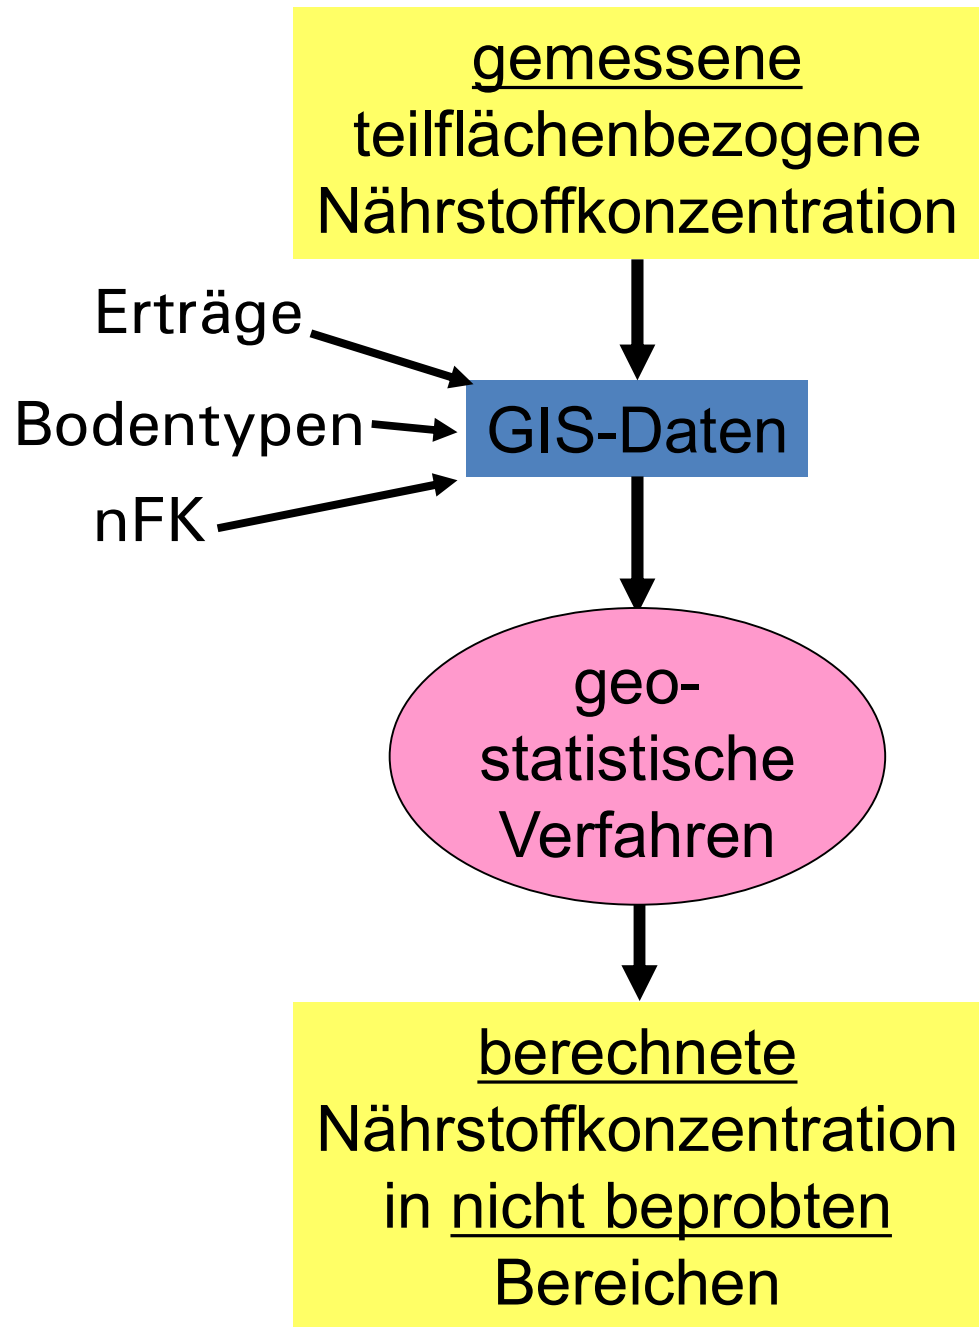 gemessene
teilflächenbezogene
Nährstoffkonzentration
Erträge
Bodentypen
nFK
GIS-Daten
geo-
statistische
Verfahren
berechnete
Nährstoffkonzentration
in nicht beprobten
Bereichen